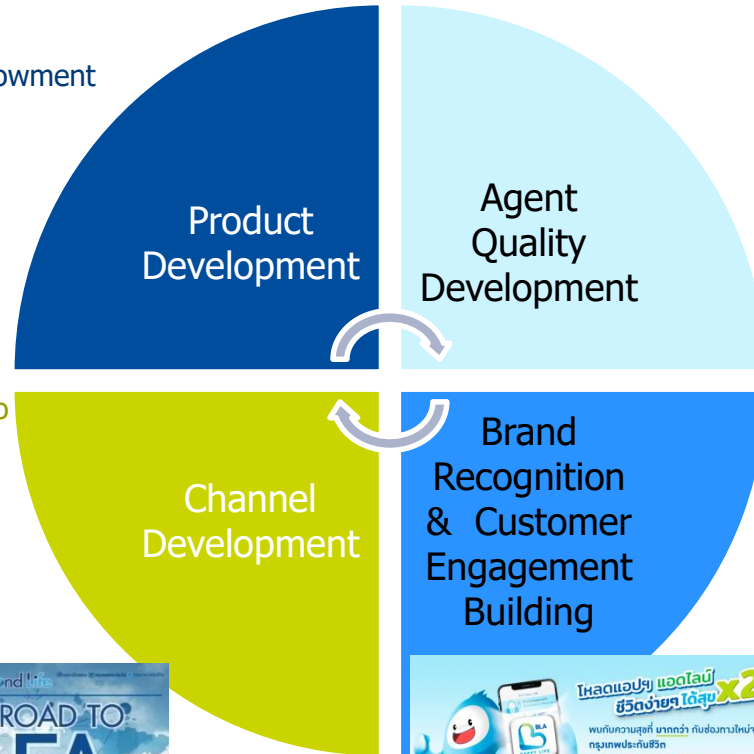 Product
Development
Agent
Quality
Development
Channel
Development
Brand
Recognition
& Customer
Engagement
Building
ROAD TO
โหลดแอปฯ แอดไลน์
ชีวิตง่ายๆ ได้สุข X2
พบกับความสุขที่ มากกว่า กับช่องทางใหม่
กรุงเทพประกันชีวิต
BLA